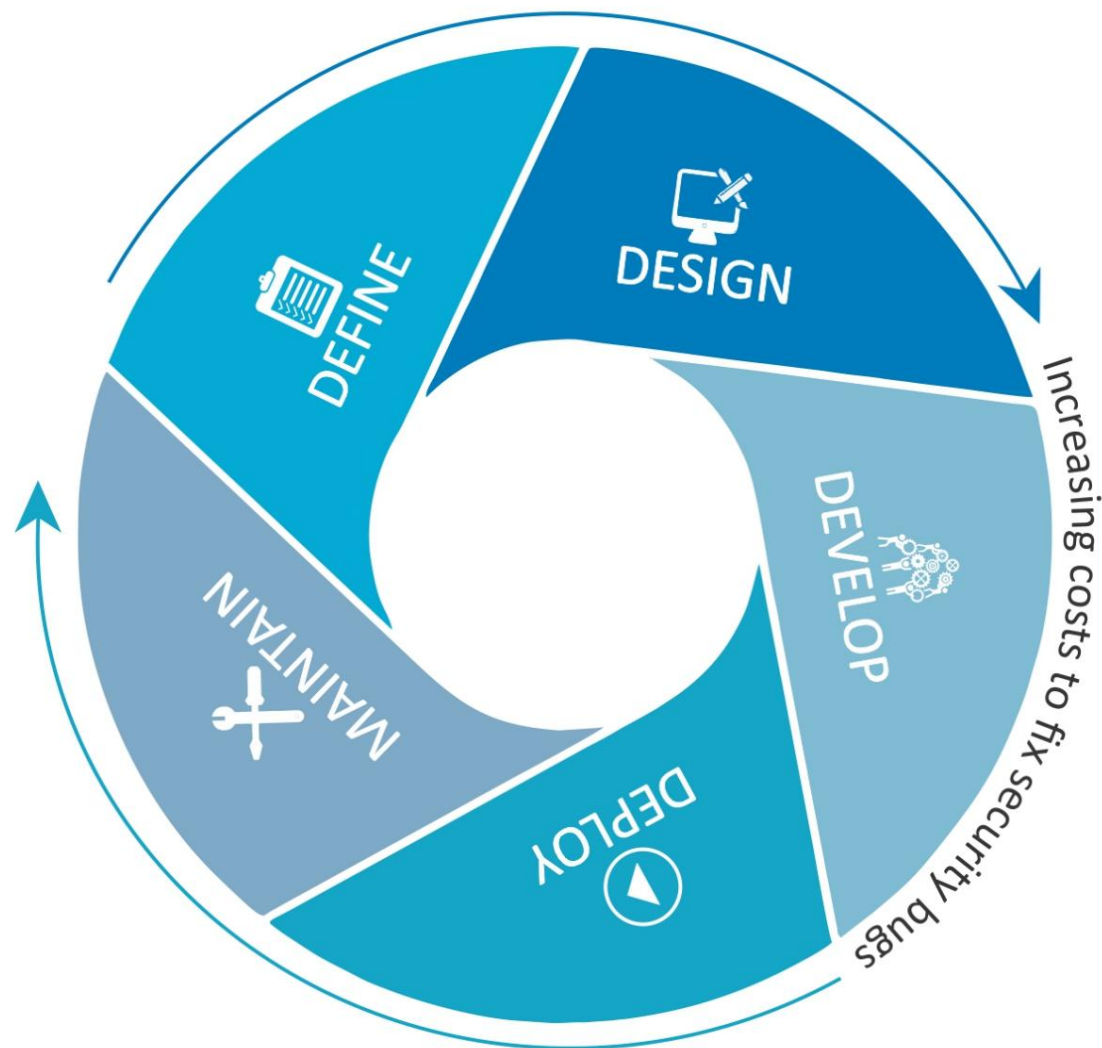 DEFINE
DESIGN
DEVELOP
DEPLOY
MAINTAIN
Increasing costs to fix security bugs